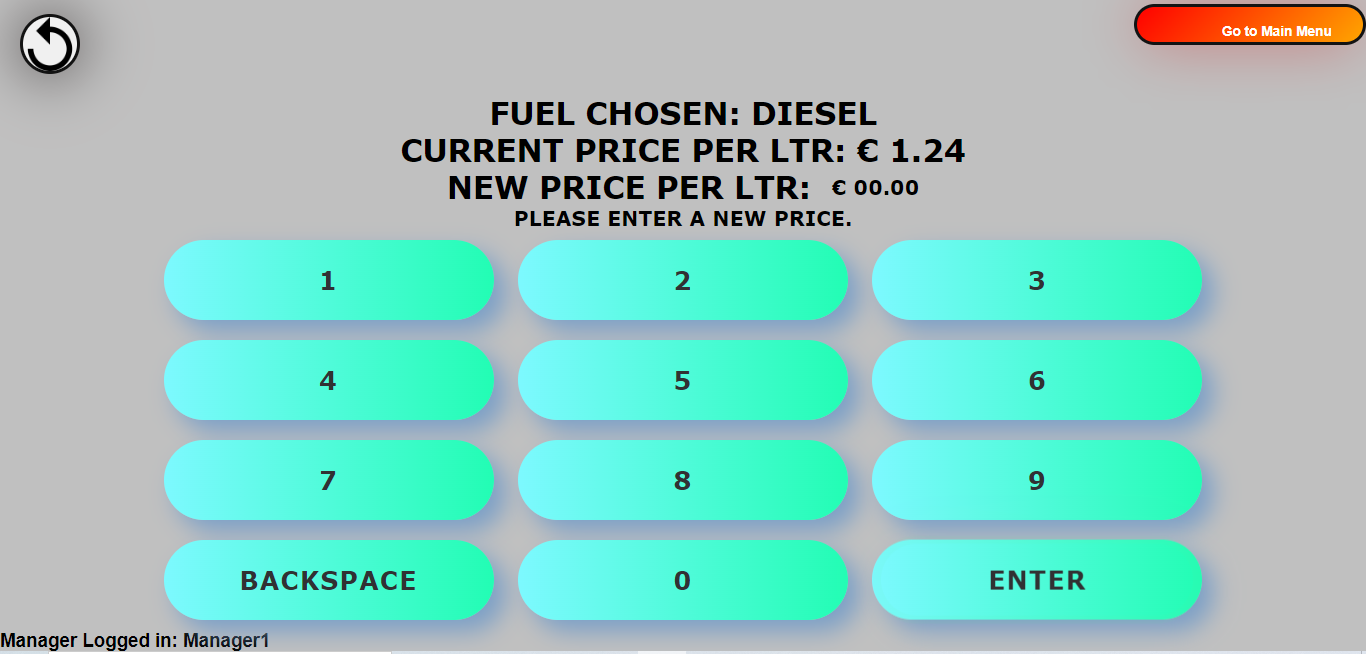 Go to Main Menu
FUEL CHOSEN: DIESEL
CURRENT PRICE PER LTR: € 1.24
NEW PRICE PER LTR: € 00.00
PLEASE ENTER A NEW PRICE.
1 2 3
4 5 6
7 8 9
BACKSPACE 0 ENTER
Manager Logged in: Manager1